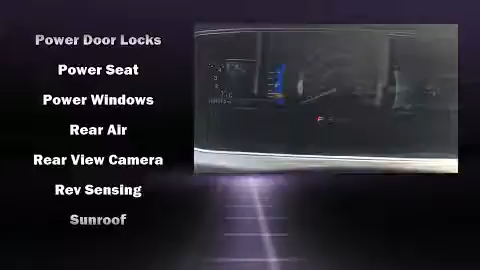 Power Door Locks
Power Seat
Power Windows
Rear Air
Rear View Camera
Rev Sensing
Sunroof